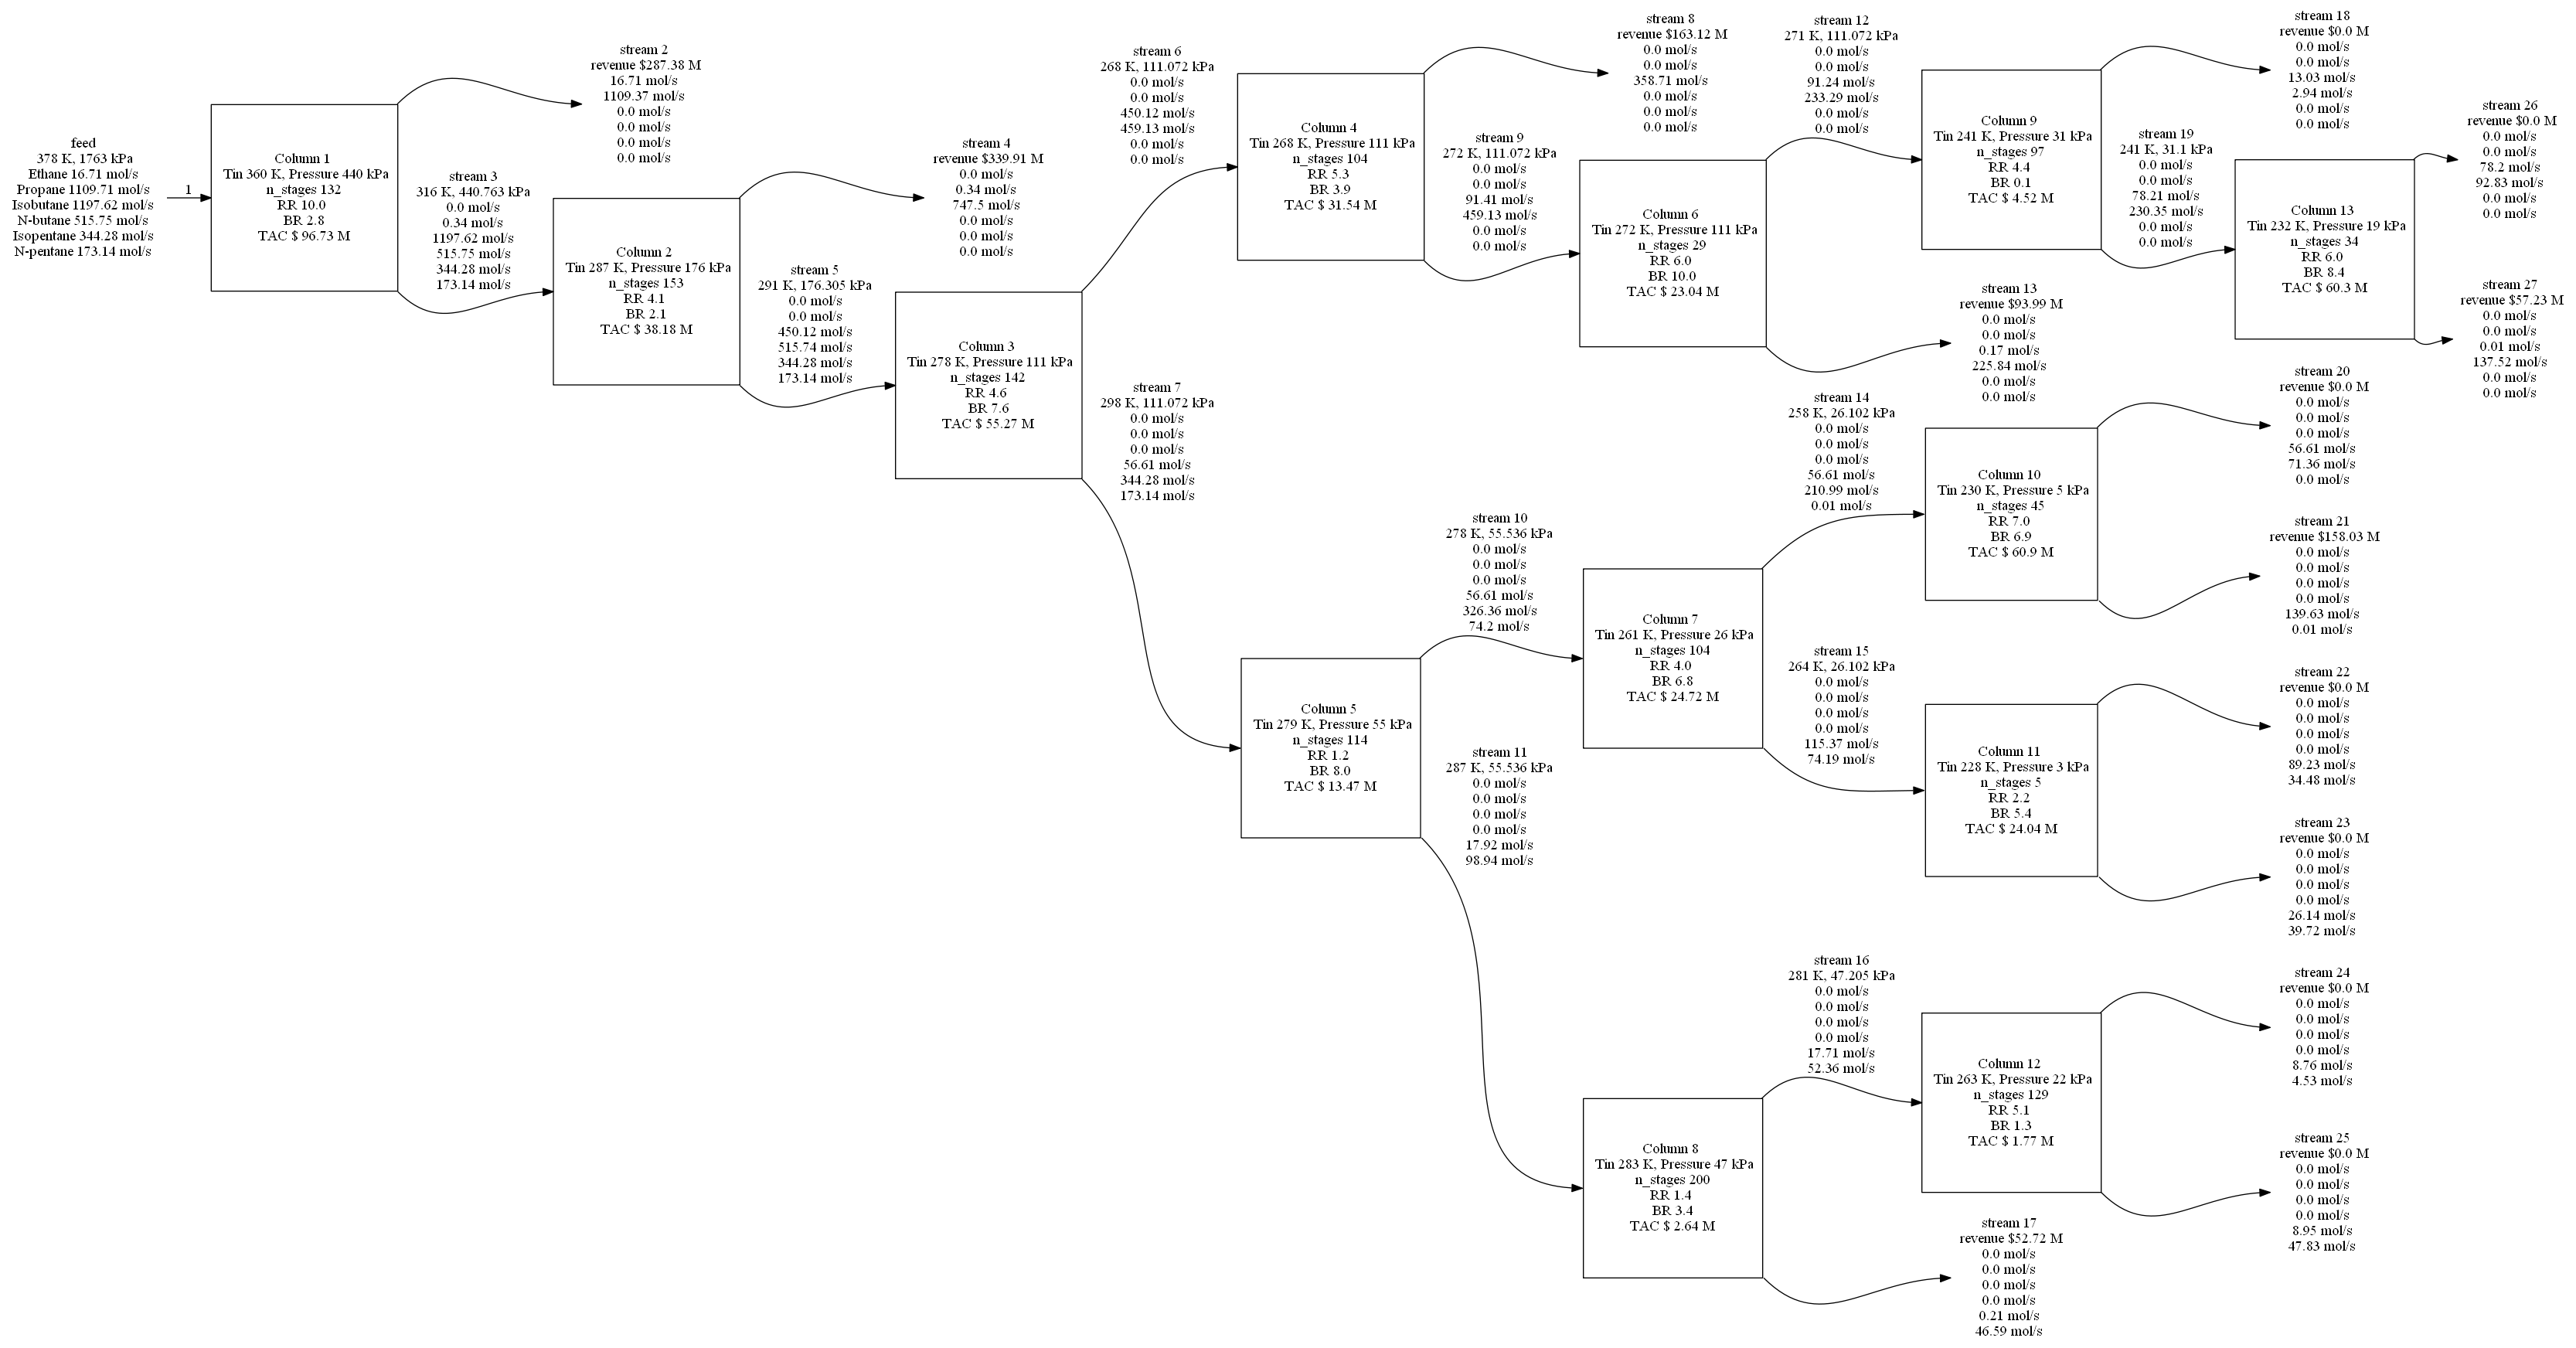 feed
378 K, 1763 kPa
Ethane 16.71 mol/s
Propane 1109.71 mol/s
Isobutane 1197.62 mol/s
N-butane 515.75 mol/s
Isopentane 344.28 mol/s
N-pentane 173.14 mol/s
1
Column 1
Tin 360 K, Pressure 440 kPa
n_stages 132
RR 10.0
BR 2.8
TAC $ 96.73 M
stream 2
revenue $287.38 M
16.71 mol/s
1109.37 mol/s
0.0 mol/s
0.0 mol/s
0.0 mol/s
0.0 mol/s
stream 3
316 K, 440.763 kPa
0.0 mol/s
0.34 mol/s
1197.62 mol/s
515.75 mol/s
344.28 mol/s
173.14 mol/s
Column 2
Tin 287 K, Pressure 176 kPa
n_stages 153
RR 4.1
BR 2.1
TAC $ 38.18 M
stream 4
revenue $339.91 M
0.0 mol/s
0.34 mol/s
747.5 mol/s
0.0 mol/s
0.0 mol/s
0.0 mol/s
stream 5
291 K, 176.305 kPa
0.0 mol/s
0.0 mol/s
450.12 mol/s
515.74 mol/s
344.28 mol/s
173.14 mol/s
Column 3
Tin 278 K, Pressure 111 kPa
n_stages 142
RR 4.6
BR 7.6
TAC $ 55.27 M
stream 6
268 K, 111.072 kPa
0.0 mol/s
0.0 mol/s
450.12 mol/s
459.13 mol/s
0.0 mol/s
0.0 mol/s
stream 7
298 K, 111.072 kPa
0.0 mol/s
0.0 mol/s
0.0 mol/s
56.61 mol/s
344.28 mol/s
173.14 mol/s
Column 4
Tin 268 K, Pressure 111 kPa
n_stages 104
RR 5.3
BR 3.9
TAC $ 31.54 M
stream 8
revenue $163.12 M
0.0 mol/s
0.0 mol/s
358.71 mol/s
0.0 mol/s
0.0 mol/s
0.0 mol/s
stream 9
272 K, 111.072 kPa
0.0 mol/s
0.0 mol/s
91.41 mol/s
459.13 mol/s
0.0 mol/s
0.0 mol/s
Column 5
Tin 279 K, Pressure 55 kPa
n_stages 114
RR 1.2
BR 8.0
TAC $ 13.47 M
stream 10
278 K, 55.536 kPa
0.0 mol/s
0.0 mol/s
0.0 mol/s
56.61 mol/s
326.36 mol/s
74.2 mol/s
stream 11
287 K, 55.536 kPa
0.0 mol/s
0.0 mol/s
0.0 mol/s
0.0 mol/s
17.92 mol/s
98.94 mol/s
Column 6
Tin 272 K, Pressure 111 kPa
n_stages 29
RR 6.0
BR 10.0
TAC $ 23.04 M
stream 12
271 K, 111.072 kPa
0.0 mol/s
0.0 mol/s
91.24 mol/s
233.29 mol/s
0.0 mol/s
0.0 mol/s
stream 13
revenue $93.99 M
0.0 mol/s
0.0 mol/s
0.17 mol/s
225.84 mol/s
0.0 mol/s
0.0 mol/s
Column 7
Tin 261 K, Pressure 26 kPa
n_stages 104
RR 4.0
BR 6.8
TAC $ 24.72 M
stream 14
258 K, 26.102 kPa
0.0 mol/s
0.0 mol/s
0.0 mol/s
56.61 mol/s
210.99 mol/s
0.01 mol/s
stream 15
264 K, 26.102 kPa
0.0 mol/s
0.0 mol/s
0.0 mol/s
0.0 mol/s
115.37 mol/s
74.19 mol/s
Column 8
Tin 283 K, Pressure 47 kPa
n_stages 200
RR 1.4
BR 3.4
TAC $ 2.64 M
stream 16
281 K, 47.205 kPa
0.0 mol/s
0.0 mol/s
0.0 mol/s
0.0 mol/s
17.71 mol/s
52.36 mol/s
stream 17
revenue $52.72 M
0.0 mol/s
0.0 mol/s
0.0 mol/s
0.0 mol/s
0.21 mol/s
46.59 mol/s
Column 9
Tin 241 K, Pressure 31 kPa
n_stages 97
RR 4.4
BR 0.1
TAC $ 4.52 M
stream 18
revenue $0.0 M
0.0 mol/s
0.0 mol/s
13.03 mol/s
2.94 mol/s
0.0 mol/s
0.0 mol/s
stream 19
241 K, 31.1 kPa
0.0 mol/s
0.0 mol/s
78.21 mol/s
230.35 mol/s
0.0 mol/s
0.0 mol/s
Column 10
Tin 230 K, Pressure 5 kPa
n_stages 45
RR 7.0
BR 6.9
TAC $ 60.9 M
stream 20
revenue $0.0 M
0.0 mol/s
0.0 mol/s
0.0 mol/s
56.61 mol/s
71.36 mol/s
0.0 mol/s
stream 21
revenue $158.03 M
0.0 mol/s
0.0 mol/s
0.0 mol/s
0.0 mol/s
139.63 mol/s
0.01 mol/s
Column 11
Tin 228 K, Pressure 3 kPa
n_stages 5
RR 2.2
BR 5.4
TAC $ 24.04 M
stream 22
revenue $0.0 M
0.0 mol/s
0.0 mol/s
0.0 mol/s
0.0 mol/s
89.23 mol/s
34.48 mol/s
stream 23
revenue $0.0 M
0.0 mol/s
0.0 mol/s
0.0 mol/s
0.0 mol/s
26.14 mol/s
39.72 mol/s
Column 12
Tin 263 K, Pressure 22 kPa
n_stages 129
RR 5.1
BR 1.3
TAC $ 1.77 M
stream 24
revenue $0.0 M
0.0 mol/s
0.0 mol/s
0.0 mol/s
0.0 mol/s
8.76 mol/s
4.53 mol/s
stream 25
revenue $0.0 M
0.0 mol/s
0.0 mol/s
0.0 mol/s
0.0 mol/s
8.95 mol/s
47.83 mol/s
Column 13
Tin 232 K, Pressure 19 kPa
n_stages 34
RR 6.0
BR 8.4
TAC $ 60.3 M
stream 26
revenue $0.0 M
0.0 mol/s
0.0 mol/s
78.2 mol/s
92.83 mol/s
0.0 mol/s
0.0 mol/s
stream 27
revenue $57.23 M
0.0 mol/s
0.0 mol/s
0.01 mol/s
137.52 mol/s
0.0 mol/s
0.0 mol/s